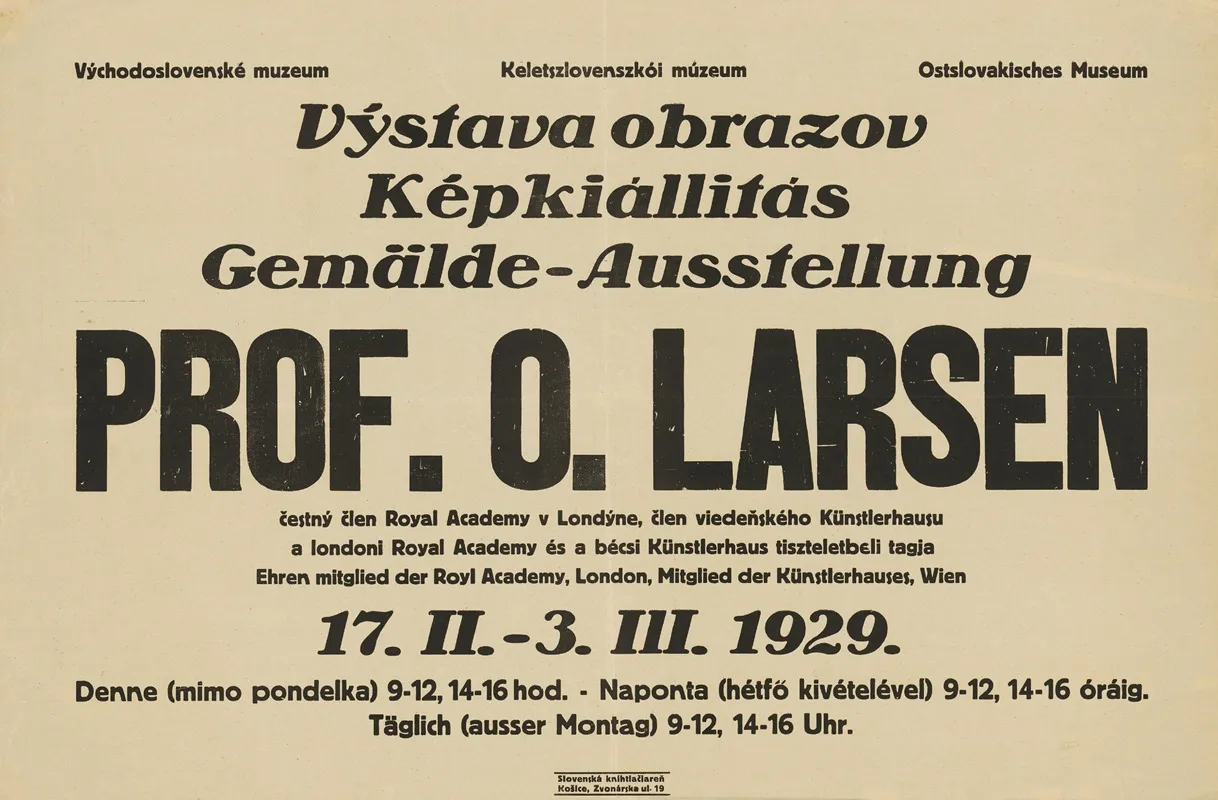 Východoslovenské muzeum Keletszlovenszkói múzeum Ostslovakisches Museum
Výstava obrazov
Képkiállitás
Gemälde-Ausstellung
PROF. O. LARSEN
čestný člen Royal Academy v Londýne, člen viedeňského Künstlerhausu
a londoni Royal Academy és a bécsi Künstlerhaus tiszteletbeli tagja
Ehren mitglied der Royl Academy, London, Mitglied der Künstlerhauses, Wien
17. II.-3. III. 1929.
Denne (mimo pondelka) 9-12, 14-16 hod. - Naponta (hétfő kivételével) 9-12, 14-16 óráig.
Täglich (ausser Montag) 9-12, 14-16 Uhr.
Slovenská knihtlačiareň
Košice, Zvonárska ul. 19